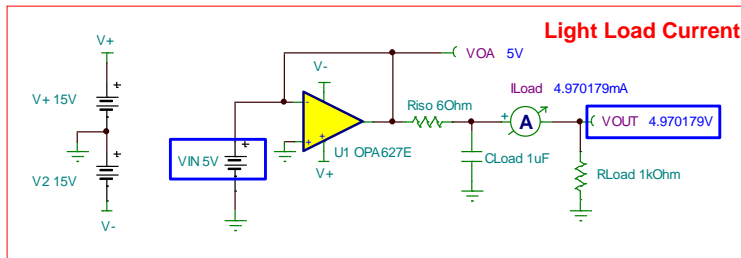 Light Load Current
V+
VOA 5V
V-
ILoad 4.970179mA
V+ 15V
Riso 6Ohm
+
A
VOUT 4.970179V
-
+ +
U1 OPA627E
VIN 5V
CLoad 1uF
V2 15V
V+
RLoad 1kOhm
V-